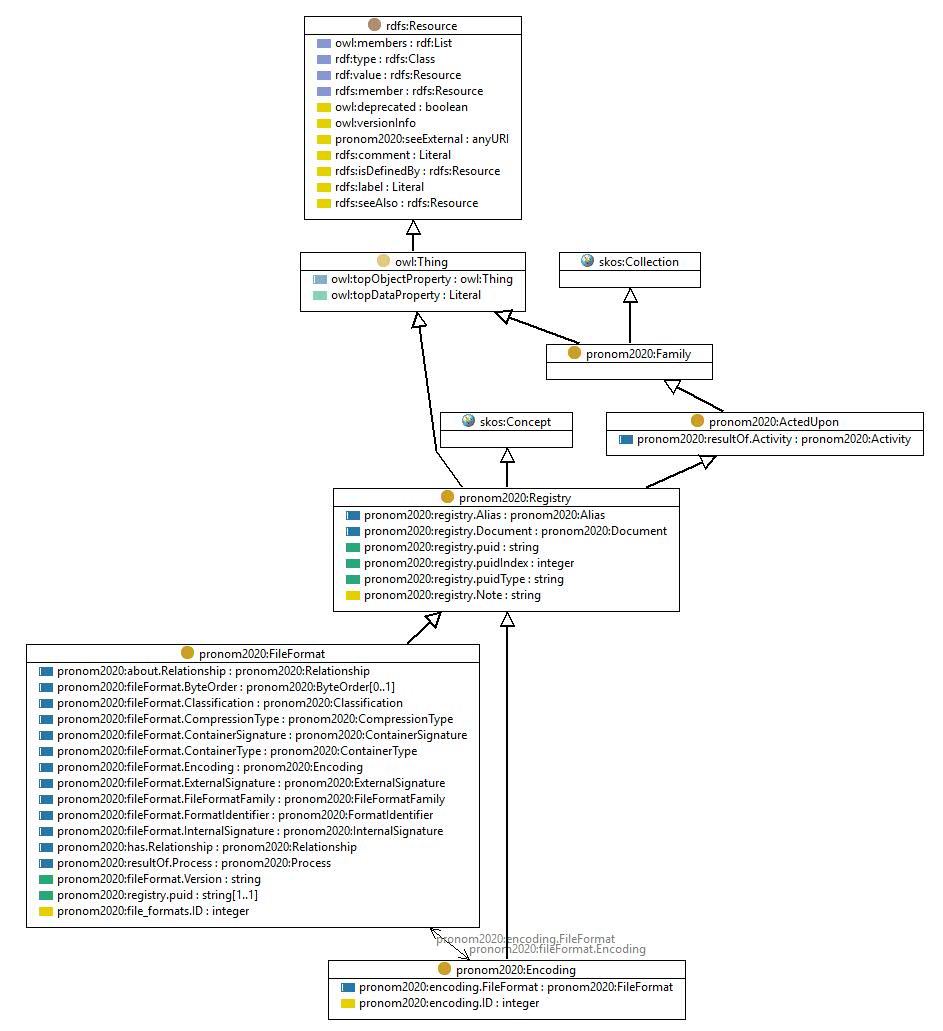 rdfs:Resource
owl:members : rdf:List
rdf:type : rdfs:Class
rdf:value : rdfs:Resource
rdfs:member : rdfs:Resource
owl:deprecated : boolean
owl:versionInfo
pronom2020:seeExternal : anyURI
rdfs:comment : Literal
rdfs:isDefinedBy : rdfs:Resource
rdfs:label : Literal
rdfs:seeAlso : rdfs:Resource
owl:Thing
owl:topObjectProperty : owl:Thing
owl:topDataProperty : Literal
skos:Collection
pronom2020:Family
skos:Concept
pronom2020:ActedUpon
pronom2020:resultOf.Activity : pronom2020:Activity
pronom2020:Registry
pronom2020:registry.Alias : pronom2020:Alias
pronom2020:registry.Document : pronom2020:Document
pronom2020:registry.puid : string
pronom2020:registry.puidIndex : integer
pronom2020:registry.puidType : string
pronom2020:registry.Note : string
pronom2020:FileFormat
pronom2020:about.Relationship : pronom2020:Relationship
pronom2020:fileFormat.ByteOrder : pronom2020:ByteOrder[0..1]
pronom2020:fileFormat.Classification : pronom2020:Classification
pronom2020:fileFormat.CompressionType : pronom2020:CompressionType
pronom2020:fileFormat.ContainerSignature : pronom2020:ContainerSignature
pronom2020:fileFormat.ContainerType : pronom2020:ContainerType
pronom2020:fileFormat.Encoding : pronom2020:Encoding
pronom2020:fileFormat.ExternalSignature : pronom2020:ExternalSignature
pronom2020:fileFormat.FileFormatFamily : pronom2020:FileFormatFamily
pronom2020:fileFormat.FormatIdentifier : pronom2020:FormatIdentifier
pronom2020:fileFormat.InternalSignature : pronom2020:InternalSignature
pronom2020:has.Relationship : pronom2020:Relationship
pronom2020:resultOf.Process : pronom2020:Process
pronom2020:fileFormat.Version : string
pronom2020:registry.puid : string[1..1]
pronom2020:file_formats.ID : integer
pronom2020:encoding.FileFormat
pronom2020:fileFormat.Encoding
pronom2020:Encoding
pronom2020:encoding.FileFormat : pronom2020:FileFormat
pronom2020:encoding.ID : integer